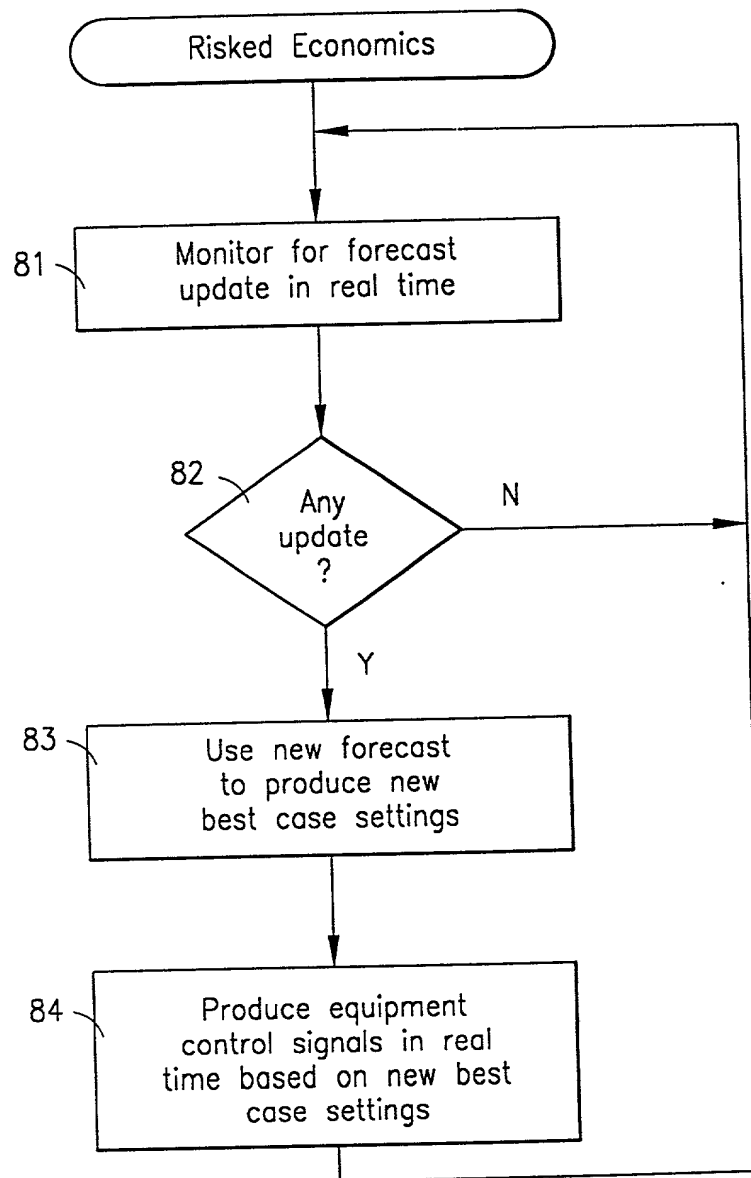 Risked Economics
81
Monitor for forecast
update in real time
82
Any
update
?
N
Y
83
Use new forecast
to produce new
best case settings
84
Produce equipment
control signals in real
time based on new best
case settings